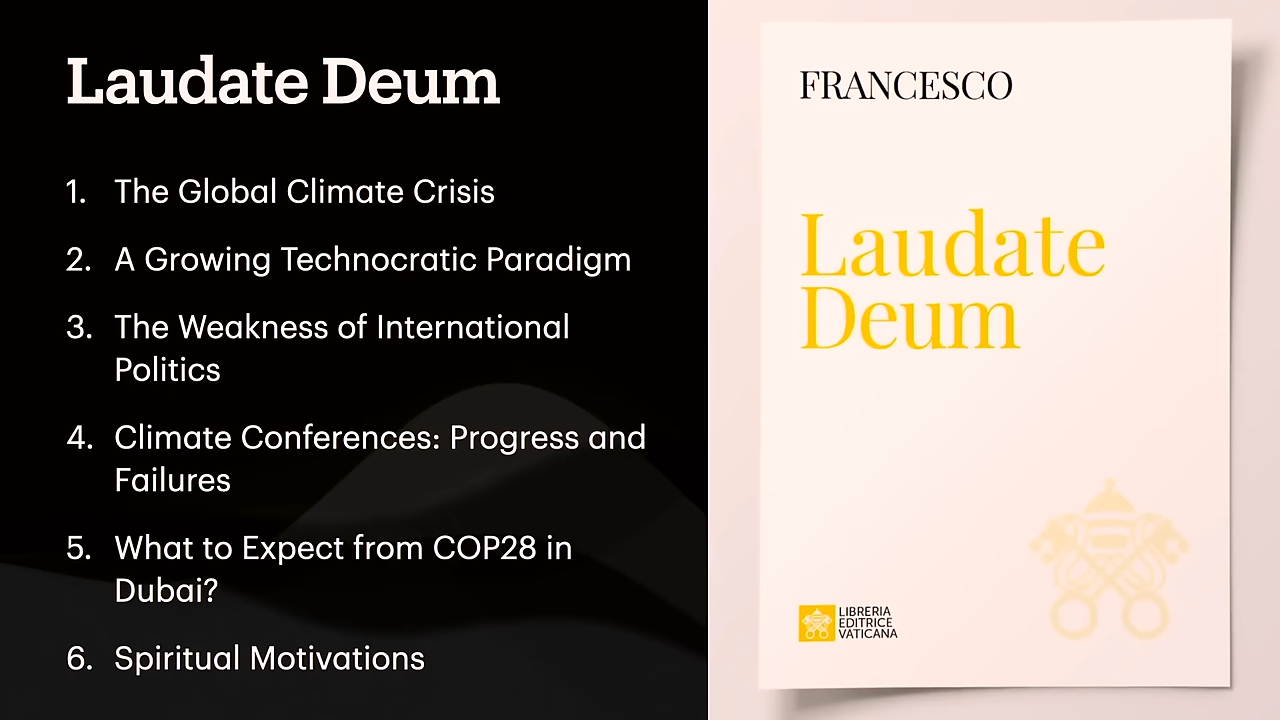 Laudate Deum
1. The Global Climate Crisis
2. A Growing Technocratic Paradigm
3. The Weakness of International
Politics
4. Climate Conferences: Progress and
Failures
5. What to Expect from COP28 in
Dubai?
6. Spiritual Motivations
FRANCESCO
Laudate
Deum
LIBRERIA
EDITRICE
VATICANA